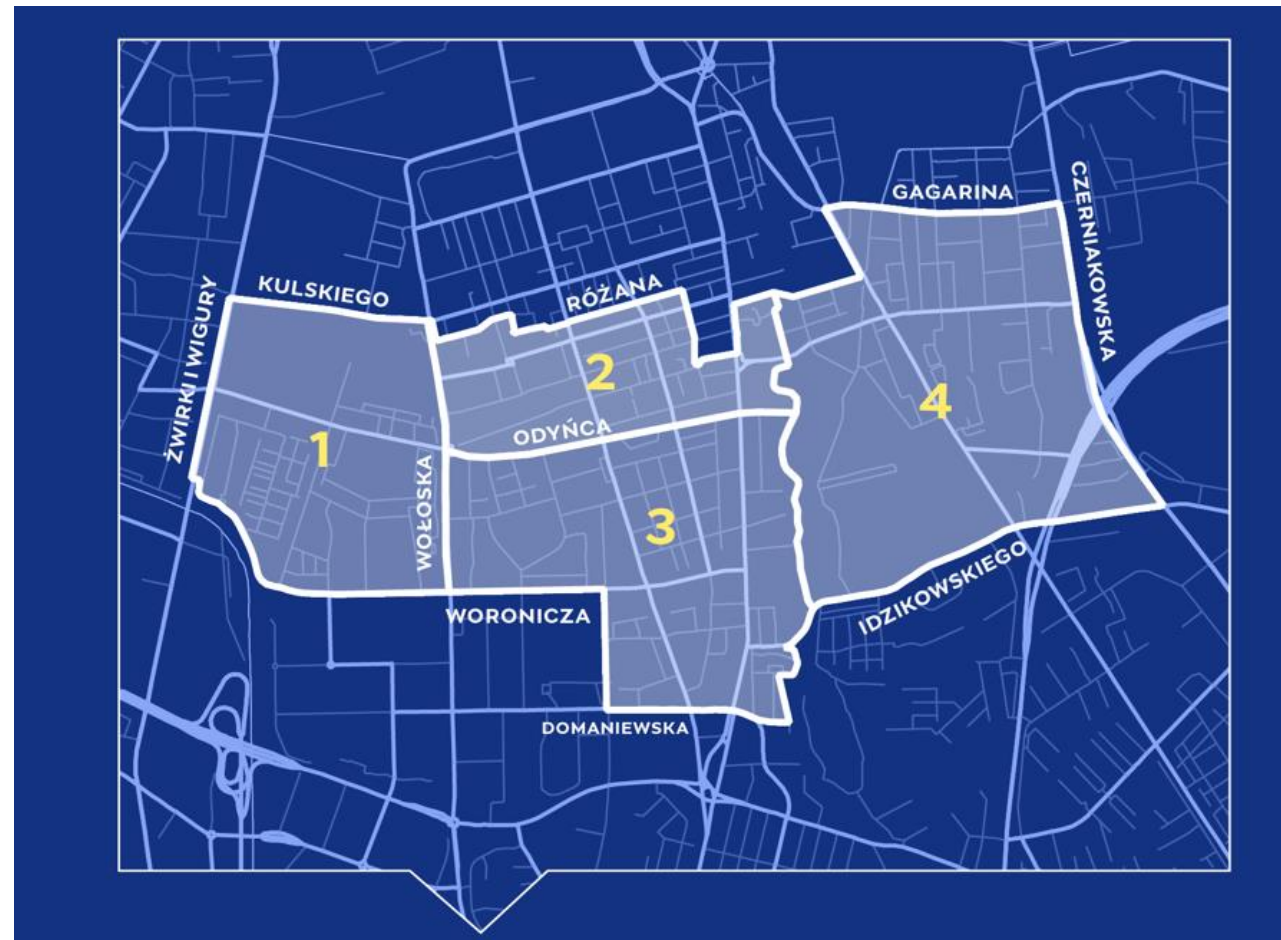 GAGARINA
CZERNIAKOWSKA
KULSKIEGO
RÓŻANA
ŻWIRKI I WIGURY
2
4
ODYŃCA
1
WOŁOSKA
3
IDZIKOWSKIEGO
WORONICZA
DOMANIEWSKA